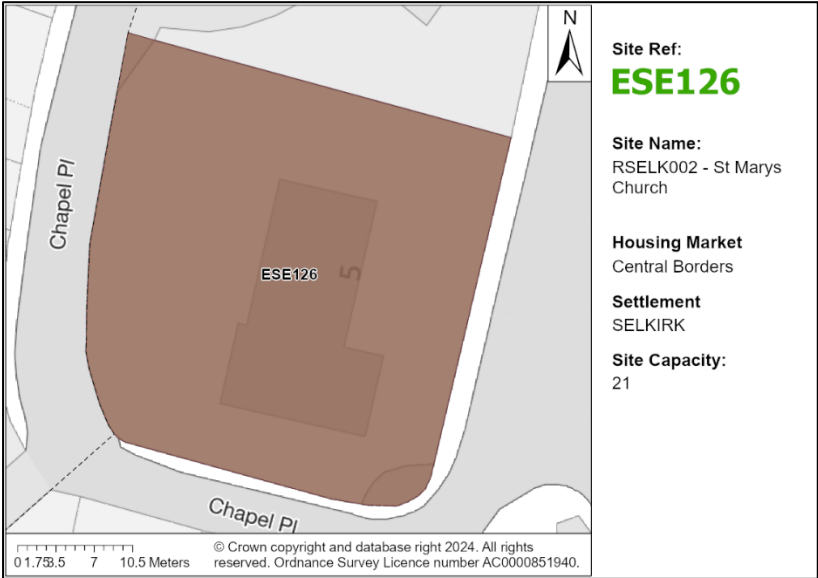 Chapel Pl
ESE126
5
Chapel Pl
N
Site Ref:
ESE126
Site Name:
RSELK002 - St Marys
Church
Housing Market
Central Borders
Settlement
SELKIRK
Site Capacity:
21
0 1.75 3.5 7 10.5 Meters
© Crown copyright and database right 2024. All rights
reserved. Ordnance Survey Licence number AC0000851940.